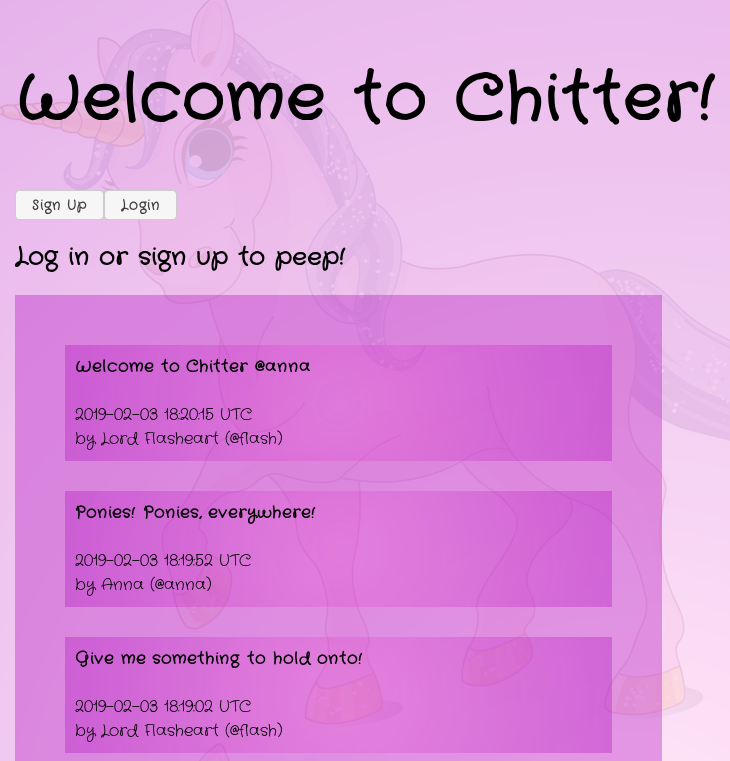 Welcome to Chitter!
Sign Up Login
Log in or sign up to peep!
Welcome to Chitter @anna
2019-02-03 18:20:15 UTC
by Lord Flasheart (@flash)
Ponies! Ponies, everywhere!
2019-02-03 18:19:52 UTC
by Anna (@anna)
Give me something to hold onto!
2019-02-03 18:19:02 UTC
by Lord Flasheart (@flash)